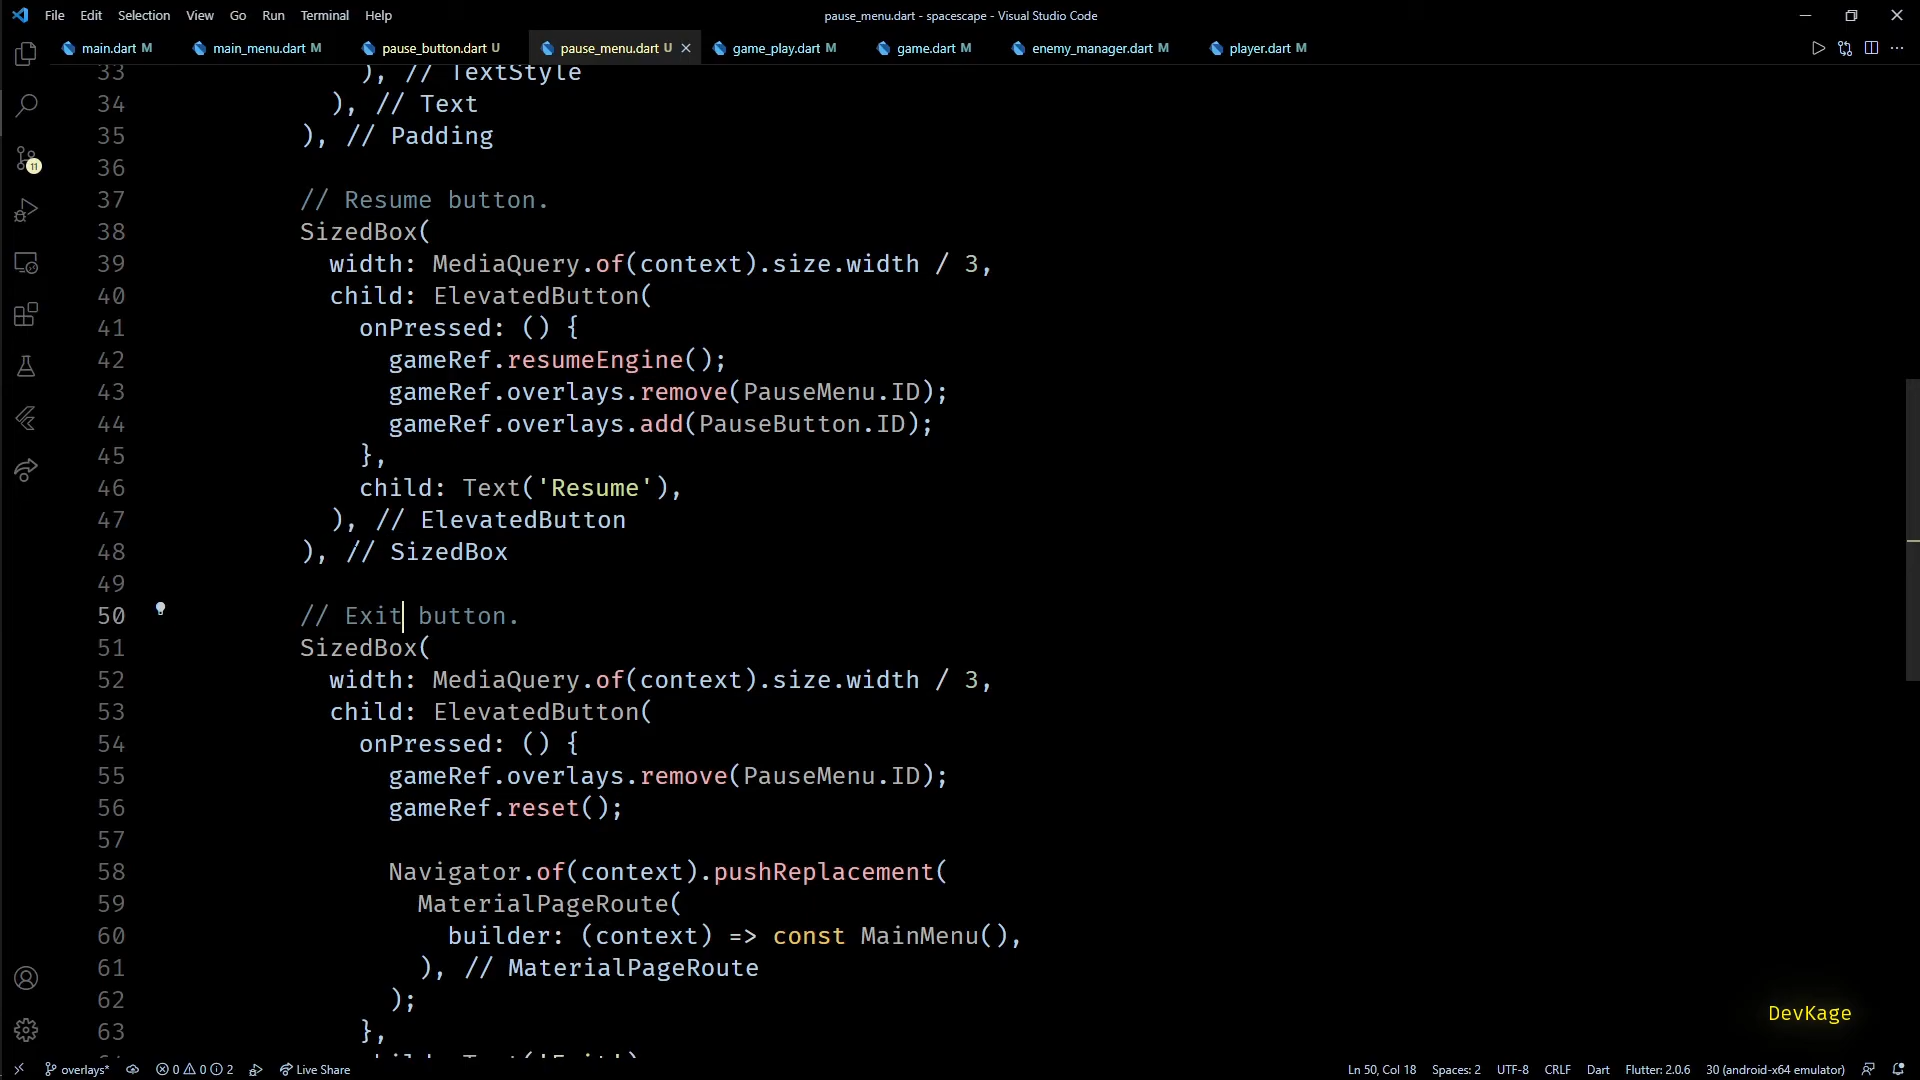 File Edit Selection View Go Run Terminal Help
pause_menu.dart - spacescape - Visual Studio Code
main.dart M main_menu.dart M pause_button.dart U pause_menu.dart U game_play.dart M game.dart M enemy_manager.dart M player.dart M
33 ), // TextStyle
34 ), // Text
35 ), // Padding
36
37 // Resume button.
38 SizedBox(
39 width: MediaQuery.of(context).size.width / 3,
40 child: ElevatedButton(
41 onPressed: () {
42 gameRef.resumeEngine();
43 gameRef.overlays.remove(PauseMenu.ID);
44 gameRef.overlays.add(PauseButton.ID);
45 },
46 child: Text('Resume'),
47 ), // ElevatedButton
48 ), // SizedBox
49
50 // Exit button.
51 SizedBox(
52 width: MediaQuery.of(context).size.width / 3,
53 child: ElevatedButton(
54 onPressed: () {
55 gameRef.overlays.remove(PauseMenu.ID);
56 gameRef.reset();
57
58 Navigator.of(context).pushReplacement(
59 MaterialPageRoute(
60 builder: (context) => const MainMenu(),
61 ), // MaterialPageRoute
62 );
63 },
11
DevKage
overlays* 0 0 2 Live Share Ln 50, Col 18 Spaces: 2 UTF-8 CRLF Dart Flutter: 2.0.6 30 (android-x64 emulator)